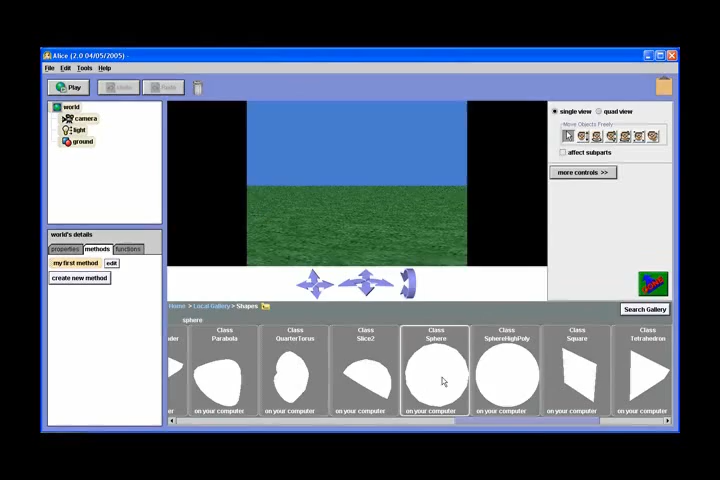 Alice (2.0 04/05/2005) -
File Edit Tools Help
Play
Undo
Redo
world
camera
light
ground
single view quad view
Move Objects Freely
affect subparts
more controls >>
world's details
properties methods functions
my first method edit
create new method
Home > Local Gallery > Shapes
Search Gallery
sphere
Class
Parabola
on your computer
Class
QuarterTorus
on your computer
Class
Slice2
on your computer
Class
Sphere
on your computer
Class
SphereHighPoly
on your computer
Class
Square
on your computer
Class
Tetrahedron
on your computer